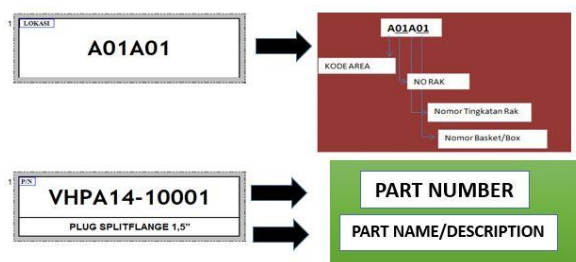 1
LOKASI
A01A01
A01A01
KODE AREA
NO RAK
Nomor Tingkatan Rak
Nomor Basket/Box
1
P/N
VHPA14-10001
PLUG SPLITFLANGE 1,5"
PART NUMBER
PART NAME/DESCRIPTION